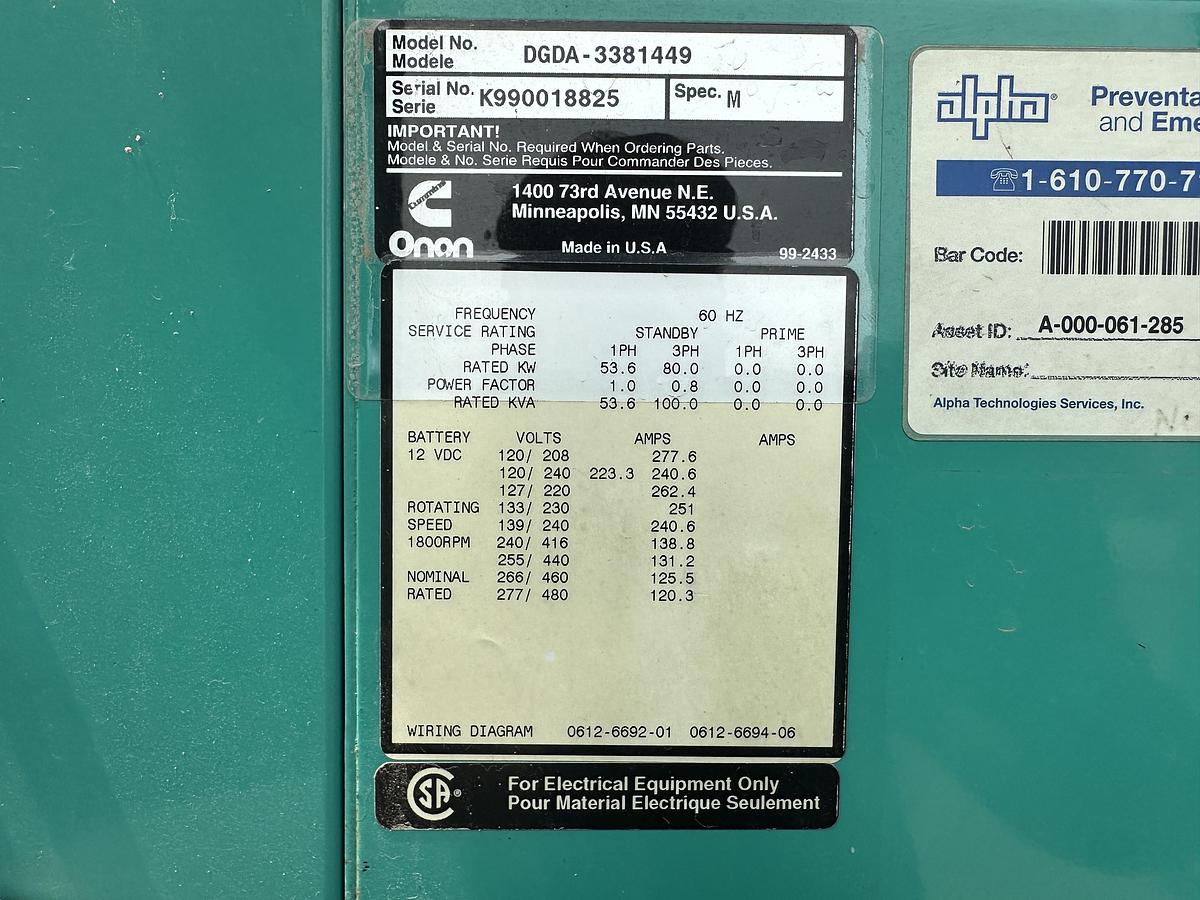 Model No.
Modele
DGDA-3381449
Serial No.
Serie
K990018825
Spec. M
IMPORTANT!
Model & Serial No. Required When Ordering Parts.
Modele & No. Serie Requis Pour Commander Des Pieces.
Cummins
Onan
1400 73rd Avenue N.E.
Minneapolis, MN 55432 U.S.A.
Made in U.S.A
99-2433
FREQUENCY 60 HZ
SERVICE RATING STANDBY PRIME
PHASE 1PH 3PH 1PH 3PH
RATED KW 53.6 80.0 0.0 0.0
POWER FACTOR 1.0 0.8 0.0 0.0
RATED KVA 53.6 100.0 0.0 0.0
BATTERY VOLTS AMPS AMPS
12 VDC 120/ 208 277.6
120/ 240 223.3 240.6
127/ 220 262.4
ROTATING 133/ 230 251
SPEED 139/ 240 240.6
1800RPM 240/ 416 138.8
255/ 440 131.2
NOMINAL 266/ 460 125.5
RATED 277/ 480 120.3
WIRING DIAGRAM 0612-6692-01 0612-6694-06
CSA ®
For Electrical Equipment Only
Pour Material Electrique Seulement
alpha ®
and
1-610-770-7
Bar Code:
Asset ID: A-000-061-285
Site Name:
Alpha Technologies Services, Inc.